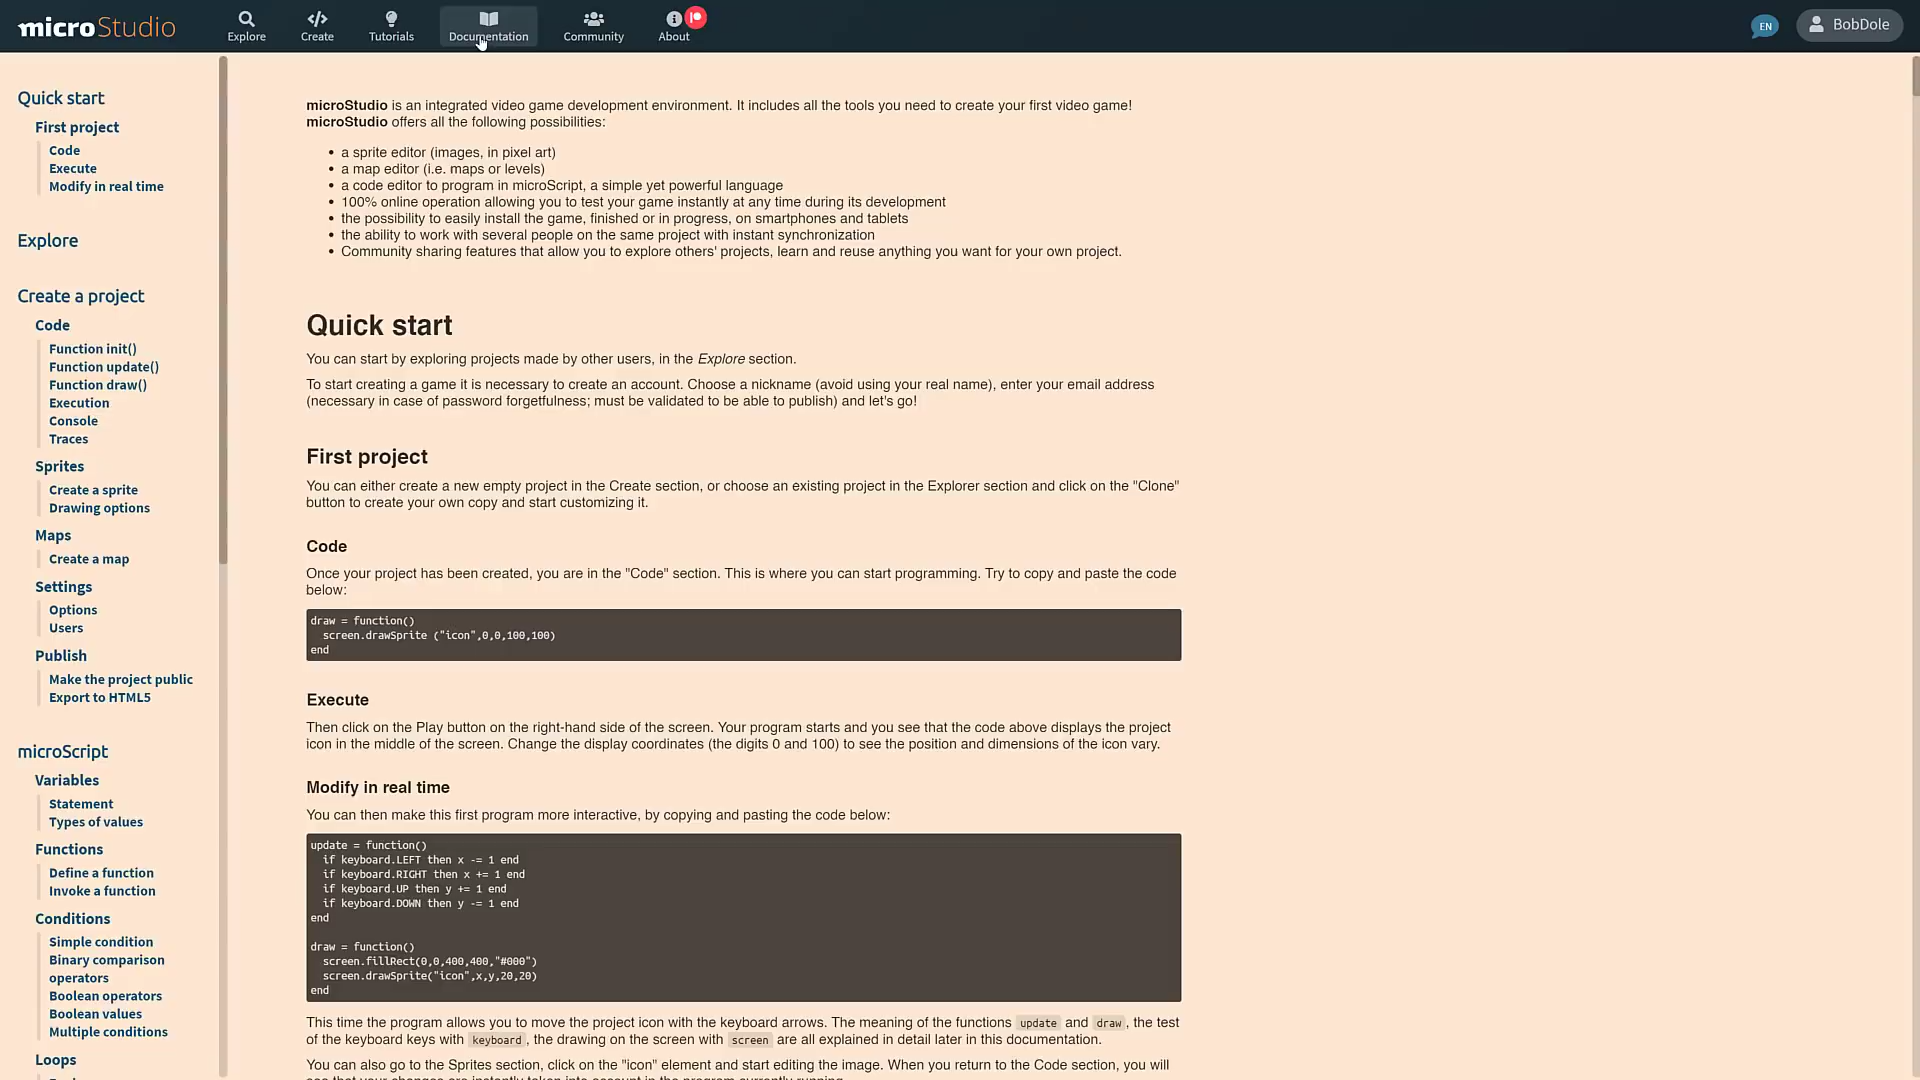 microStudio
Explore
Create
Tutorials
Documentation
Community
About
EN
BobDole
Quick start
First project
Code
Execute
Modify in real time
Explore
Create a project
Code
Function init()
Function update()
Function draw()
Execution
Console
Traces
Sprites
Create a sprite
Drawing options
Maps
Create a map
Settings
Options
Users
Publish
Make the project public
Export to HTML5
microScript
Variables
Statement
Types of values
Functions
Define a function
Invoke a function
Conditions
Simple condition
Binary comparison
operators
Boolean operators
Boolean values
Multiple conditions
Loops
microStudio is an integrated video game development environment. It includes all the tools you need to create your first video game!
microStudio offers all the following possibilities:
• a sprite editor (images, in pixel art)
• a map editor (i.e. maps or levels)
• a code editor to program in microScript, a simple yet powerful language
• 100% online operation allowing you to test your game instantly at any time during its development
• the possibility to easily install the game, finished or in progress, on smartphones and tablets
• the ability to work with several people on the same project with instant synchronization
• Community sharing features that allow you to explore others' projects, learn and reuse anything you want for your own project.
Quick start
You can start by exploring projects made by other users, in the Explore section.
To start creating a game it is necessary to create an account. Choose a nickname (avoid using your real name), enter your email address
(necessary in case of password forgetfulness; must be validated to be able to publish) and let's go!
First project
You can either create a new empty project in the Create section, or choose an existing project in the Explorer section and click on the "Clone"
button to create your own copy and start customizing it.
Code
Once your project has been created, you are in the "Code" section. This is where you can start programming. Try to copy and paste the code
below:
draw = function()
screen.drawSprite ("icon",0,0,100,100)
end
Execute
Then click on the Play button on the right-hand side of the screen. Your program starts and you see that the code above displays the project
icon in the middle of the screen. Change the display coordinates (the digits 0 and 100) to see the position and dimensions of the icon vary.
Modify in real time
You can then make this first program more interactive, by copying and pasting the code below:
update = function()
if keyboard.LEFT then x -= 1 end
if keyboard.RIGHT then x += 1 end
if keyboard.UP then y += 1 end
if keyboard.DOWN then y -= 1 end
end
draw = function()
screen.fillRect(0,0,400,400,"#000")
screen.drawSprite("icon",x,y,20,20)
end
This time the program allows you to move the project icon with the keyboard arrows. The meaning of the functions update and draw, the test
of the keyboard keys with keyboard, the drawing on the screen with screen are all explained in detail later in this documentation.
You can also go to the Sprites section, click on the "icon" element and start editing the image. When you return to the Code section, you will